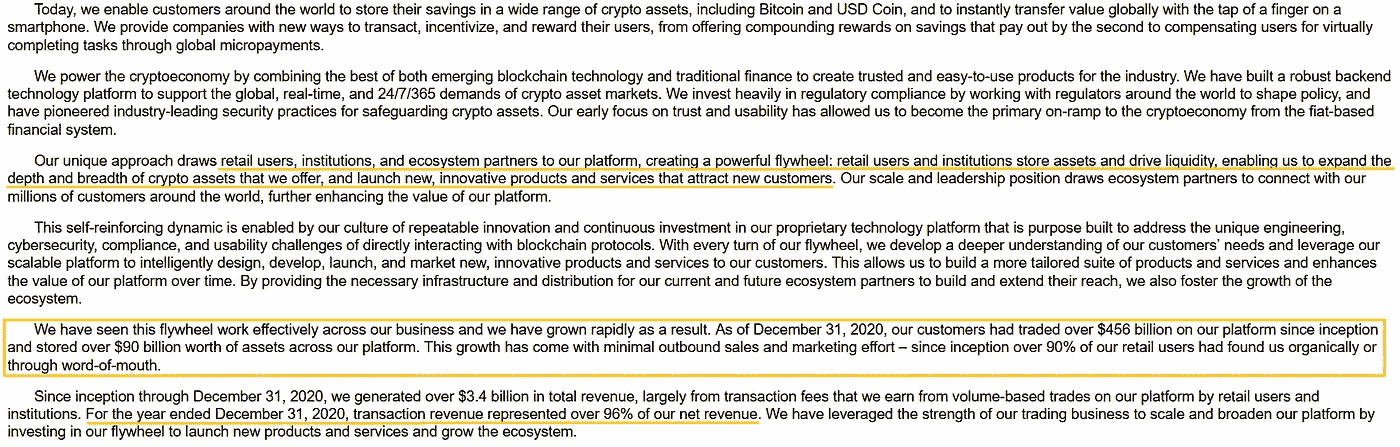 Today, we enable customers around the world to store their savings in a wide range of crypto assets, including Bitcoin and USD Coin, and to instantly transfer value globally with the tap of a finger on a
smartphone. We provide companies with new ways to transact, incentivize, and reward their users, from offering compounding rewards on savings that pay out by the second to compensating users for virtually
completing tasks through global micropayments.
We power the cryptoeconomy by combining the best of both emerging blockchain technology and traditional finance to create trusted and easy-to-use products for the industry. We have built a robust backend
technology platform to support the global, real-time, and 24/7/365 demands of crypto asset markets. We invest heavily in regulatory compliance by working with regulators around the world to shape policy, and
have pioneered industry-leading security practices for safeguarding crypto assets. Our early focus on trust and usability has allowed us to become the primary on-ramp to the cryptoeconomy from the fiat-based
financial system.
Our unique approach draws retail users, institutions, and ecosystem partners to our platform, creating a powerful flywheel: retail users and institutions store assets and drive liquidity, enabling us to expand the
depth and breadth of crypto assets that we offer, and launch new, innovative products and services that attract new customers. Our scale and leadership position draws ecosystem partners to connect with our
millions of customers around the world, further enhancing the value of our platform.
This self-reinforcing dynamic is enabled by our culture of repeatable innovation and continuous investment in our proprietary technology platform that is purpose built to address the unique engineering,
cybersecurity, compliance, and usability challenges of directly interacting with blockchain protocols. With every turn of our flywheel, we develop a deeper understanding of our customers' needs and leverage our
scalable platform to intelligently design, develop, launch, and market new, innovative products and services to our customers. This allows us to build a more tailored suite of products and services and enhances
the value of our platform over time. By providing the necessary infrastructure and distribution for our current and future ecosystem partners to build and extend their reach, we also foster the growth of the
ecosystem.
We have seen this flywheel work effectively across our business and we have grown rapidly as a result. As of December 31, 2020, our customers had traded over $456 billion on our platform since inception
and stored over $90 billion worth of assets across our platform. This growth has come with minimal outbound sales and marketing effort – since inception over 90% of our retail users had found us organically or
through word-of-mouth.
Since inception through December 31, 2020, we generated over $3.4 billion in total revenue, largely from transaction fees that we earn from volume-based trades on our platform by retail users and
institutions. For the year ended December 31, 2020, transaction revenue represented over 96% of our net revenue. We have leveraged the strength of our trading business to scale and broaden our platform by
investing in our flywheel to launch new products and services and grow the ecosystem.